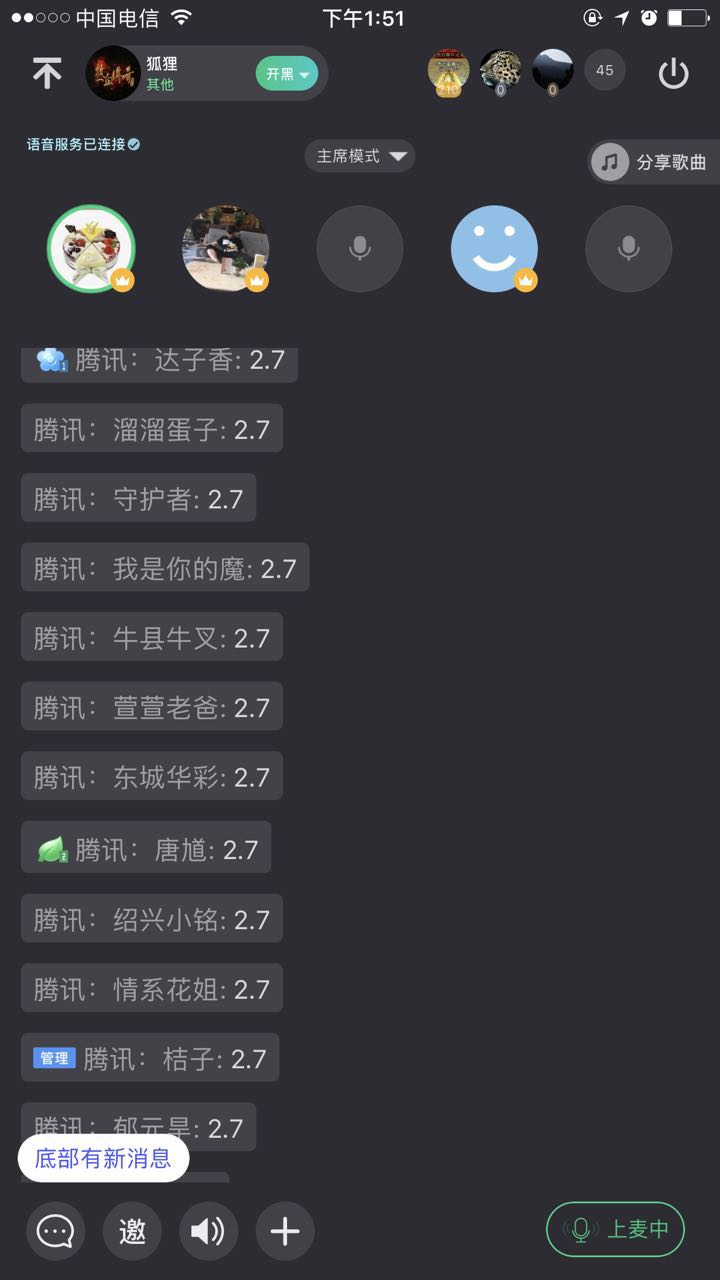 中国电信 下午1:51
狐狸
其他
开黑
210 0 0 45
语音服务已连接
主席模式
分享歌曲
1 腾讯： 达子香: 2.7
腾讯： 溜溜蛋子: 2.7
腾讯： 守护者: 2.7
腾讯： 我是你的魔: 2.7
腾讯： 牛县牛叉: 2.7
腾讯： 萱萱老爸: 2.7
腾讯： 东城华彩: 2.7
2 腾讯： 唐馗: 2.7
腾讯： 绍兴小铭: 2.7
腾讯： 情系花姐: 2.7
管理 腾讯： 桔子: 2.7
腾讯： 郁元昊: 2.7
底部有新消息
邀
上麦中